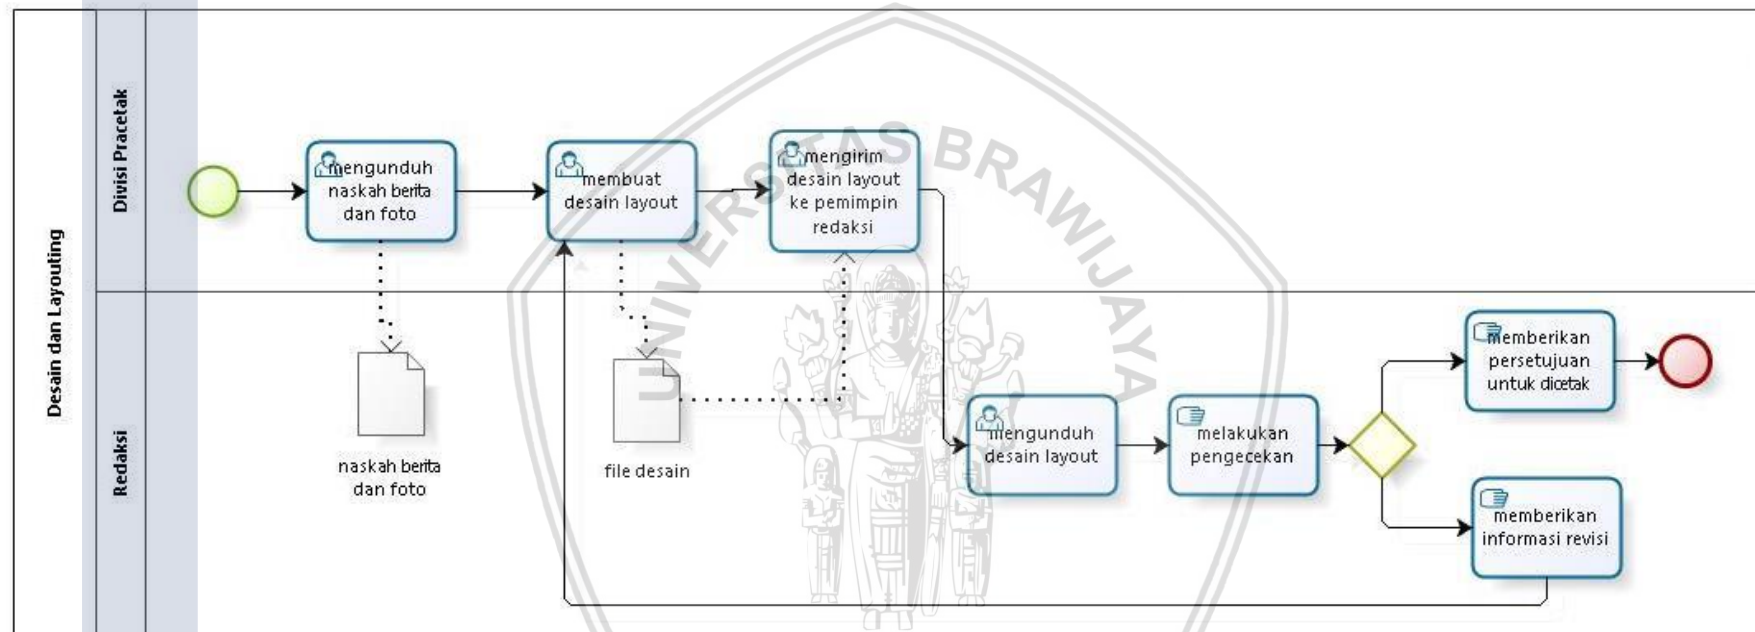 Desain dan Layouting
Divisi Pracetak
mengunduh
naskah berita
dan foto
membuat
desain layout
mengirim
desain layout
ke pemimpin
redaksi
UNIVERSITAS BRAWIJAYA
Redaksi
naskah berita
dan foto
file desain
mengunduh
desain layout
melakukan
pengecekan
memberikan
persetujuan
untuk dicetak
memberikan
informasi revisi